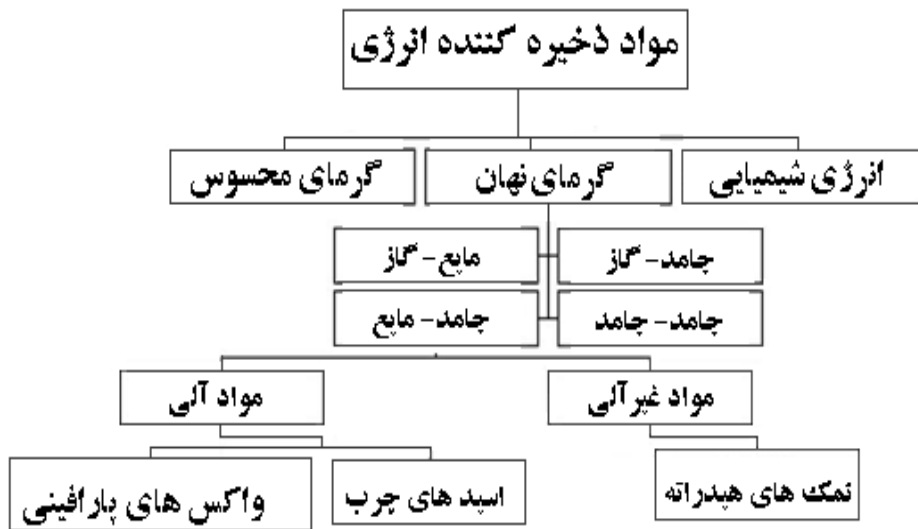 مواد ذخیره کننده انرژی
انرژی شیمیایی
گرمای نهان
گرمای محسوس
جامد- گاز
مایع- گاز
جامد- جامد
جامد- مایع
مواد غیرآلی
مواد آلی
نمک های هیدراته
اسید های چرب
واکس های پارافینی